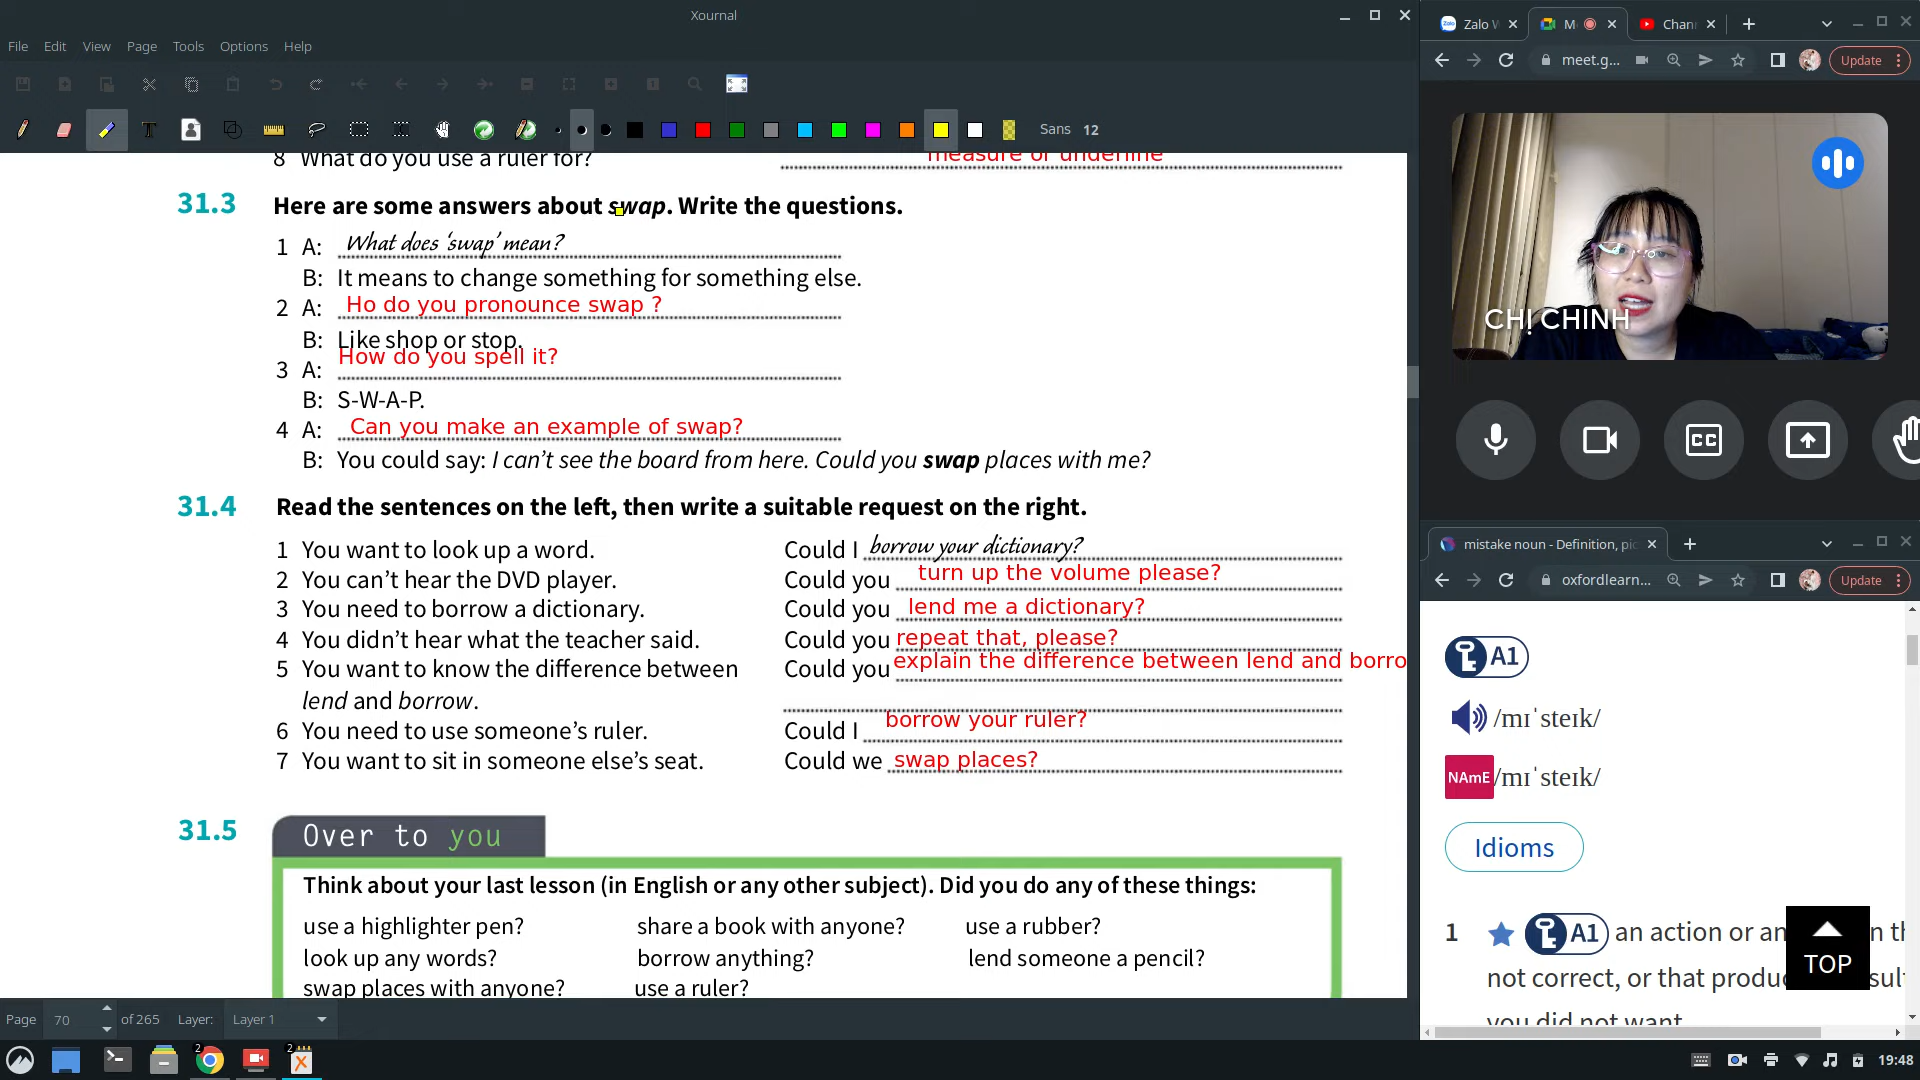 Xournal
File Edit View Page Tools Options Help
Sans 12
8 What do you use a ruler for? measure or underline
31.3 Here are some answers about swap. Write the questions.
1 A: What does ‘swap’ mean?
B: It means to change something for something else.
2 A: Ho do you pronounce swap ?
B: Like shop or stop.
How do you spell it?
3 A:
B: S-W-A-P.
4 A: Can you make an example of swap?
B: You could say: I can’t see the board from here. Could you swap places with me?
31.4 Read the sentences on the left, then write a suitable request on the right.
1 You want to look up a word. Could I borrow your dictionary?
2 You can’t hear the DVD player. Could you turn up the volume please?
3 You need to borrow a dictionary. Could you lend me a dictionary?
4 You didn’t hear what the teacher said. Could you repeat that, please?
5 You want to know the difference between Could you explain the difference between lend and borro
lend and borrow.
6 You need to use someone’s ruler. Could I borrow your ruler?
7 You want to sit in someone else’s seat. Could we swap places?
31.5 Over to you
Think about your last lesson (in English or any other subject). Did you do any of these things:
use a highlighter pen? share a book with anyone? use a rubber?
look up any words? borrow anything? lend someone a pencil?
swap places with anyone? use a ruler?
Page 70 of 265 Layer: Layer 1
Zalo W M Chan
meet.g... Update
CHỊ CHINH
CC
mistake noun - Definition, pic
oxfordlearn... Update
A1
/mɪˈsteɪk/
NAmE /mɪˈsteɪk/
Idioms
1 A1 an action or an
TOP
not correct, or that produ
you did not want
2 2 19:48